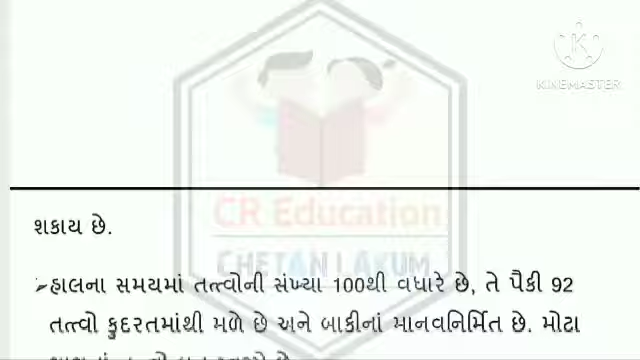 KINEMASTER
શકાય છે.
CR Education
CHETAN LAKUM
➢હાલના સમયમાં તત્ત્વોની સંખ્યા 100થી વધારે છે, તે પૈકી 92
તત્ત્વો કુદરતમાંથી મળે છે અને બાકીનાં માનવનિર્મિત છે. મોટા